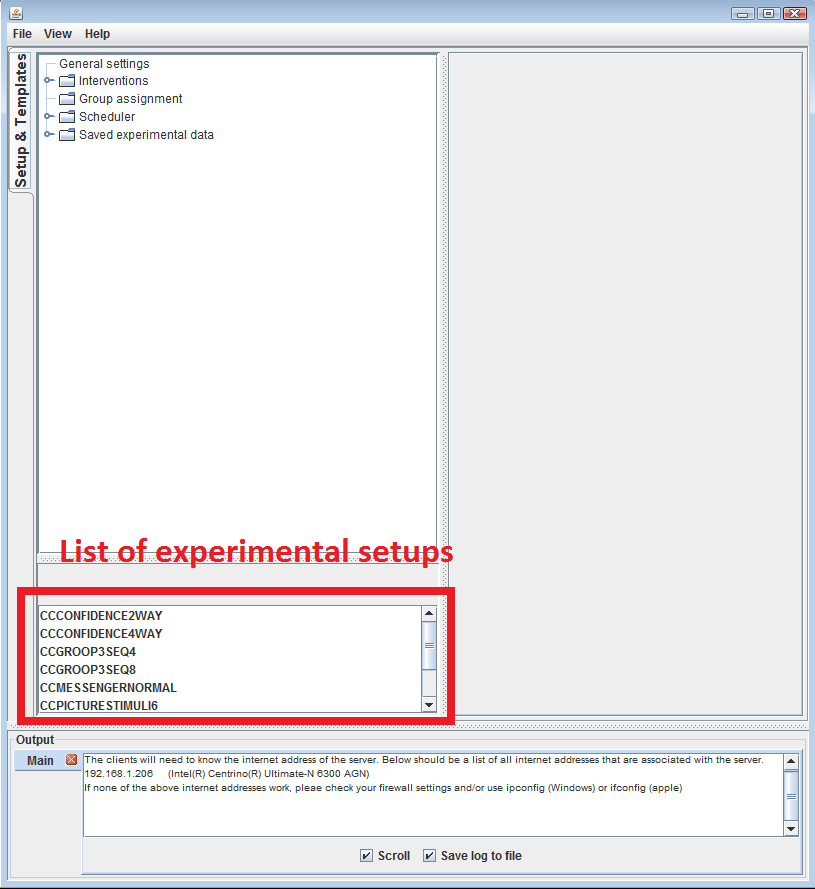 File View Help
Setup & Templates
General settings
Interventions
Group assignment
Scheduler
Saved experimental data
List of experimental setups
CCCONFIDENCE2WAY
CCCONFIDENCE4WAY
CCGROOP3SEQ4
CCGROOP3SEQ8
CCMESSENGERNORMAL
CCPICTURESTIMULI6
Output
Main
The clients will need to know the internet address of the server. Below should be a list of all internet addresses that are associated with the server.
192.168.1.206 (Intel(R) Centrino(R) Ultimate-N 6300 AGN)
If none of the above internet addresses work, pleae check your firewall settings and/or use ipconfig (Windows) or ifconfig (apple)
Scroll Save log to file